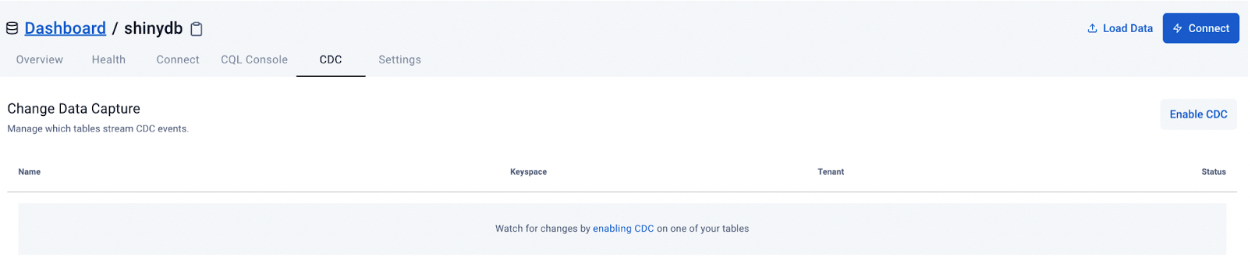 Dashboard / shinydb
Load Data
Connect
Overview Health Connect CQL Console CDC Settings
Change Data Capture
Enable CDC
Manage which tables stream CDC events.
Name Keyspace Tenant Status
Watch for changes by enabling CDC on one of your tables